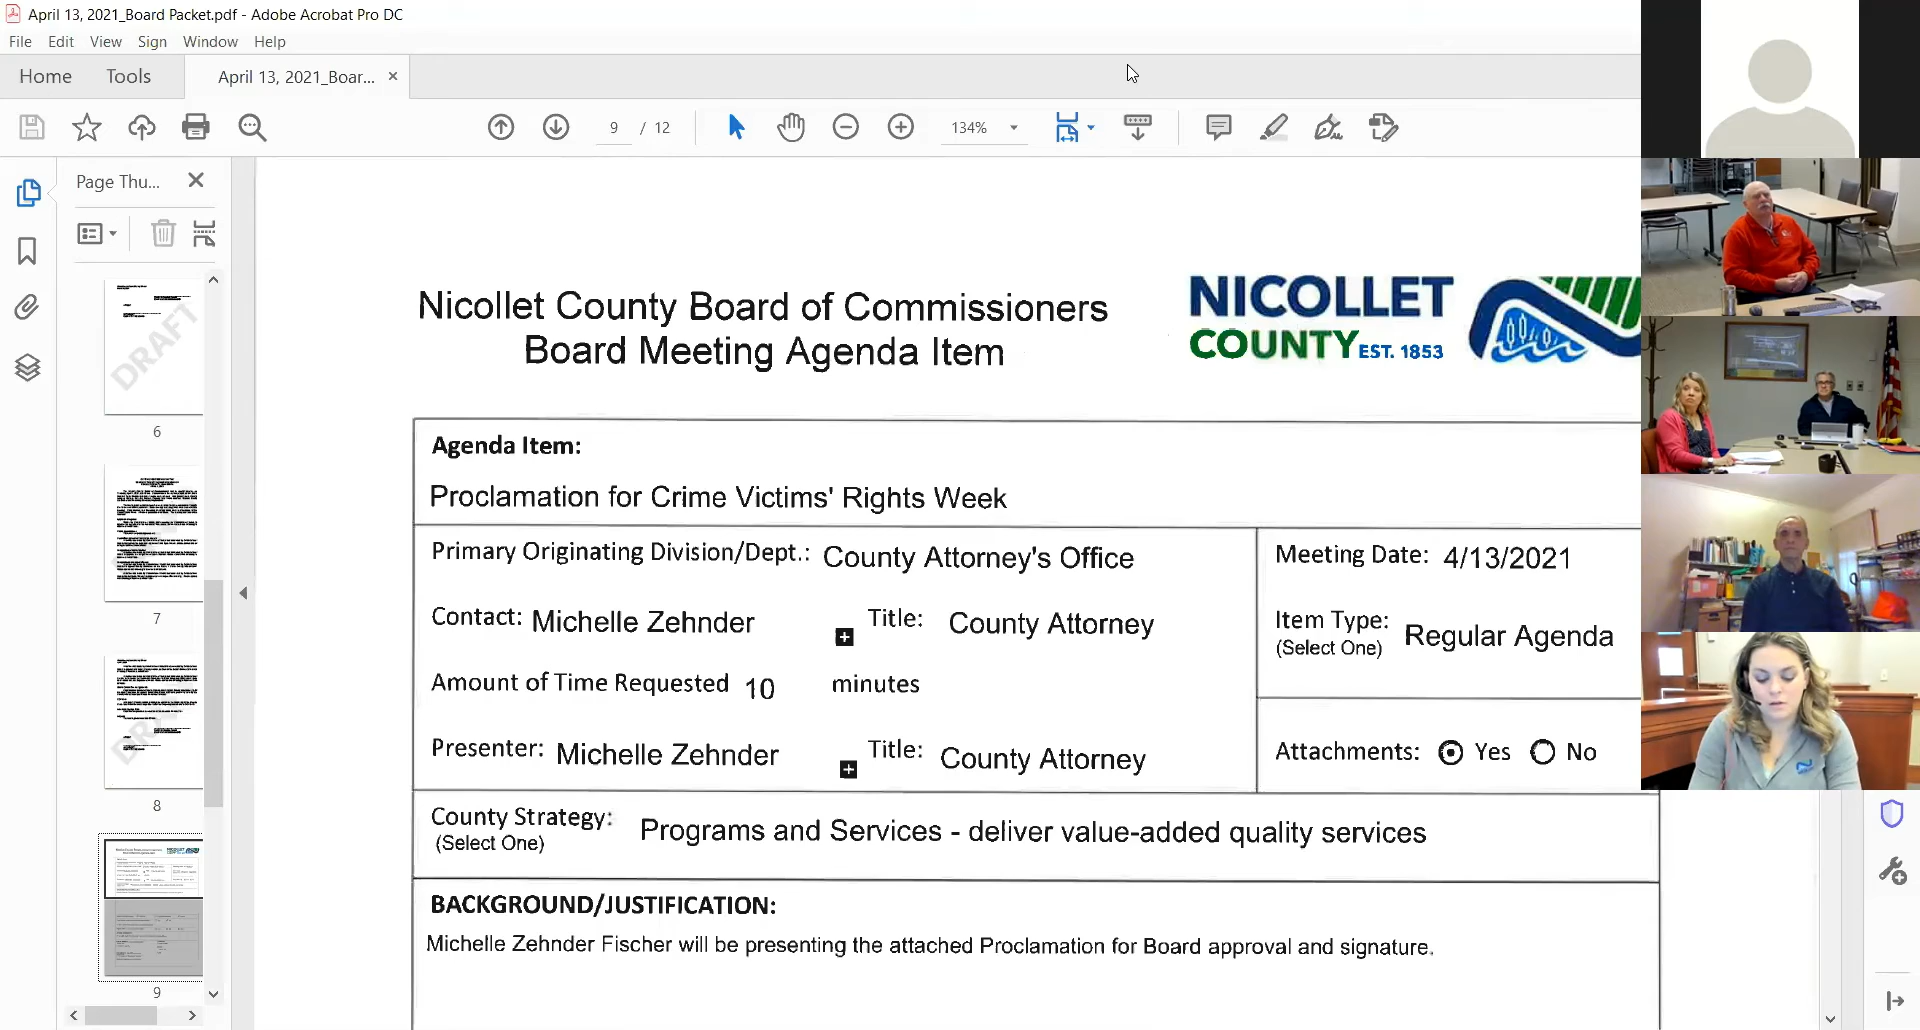 April 13, 2021_Board Packet.pdf - Adobe Acrobat Pro DC
File Edit View Sign Window Help
Home Tools April 13, 2021_Boar... ×
9 / 12 134%
Page Thu...
DRAFT
6
7
8
9
Nicollet County Board of Commissioners
Board Meeting Agenda Item
NICOLLET
COUNTY EST. 1853
Agenda Item:
Proclamation for Crime Victims' Rights Week
Primary Originating Division/Dept.: County Attorney's Office
Meeting Date: 4/13/2021
Contact: Michelle Zehnder Title: County Attorney
Item Type: Regular Agenda
(Select One)
Amount of Time Requested 10 minutes
Presenter: Michelle Zehnder Title: County Attorney
Attachments: Yes No
County Strategy: Programs and Services - deliver value-added quality services
(Select One)
BACKGROUND/JUSTIFICATION:
Michelle Zehnder Fischer will be presenting the attached Proclamation for Board approval and signature.